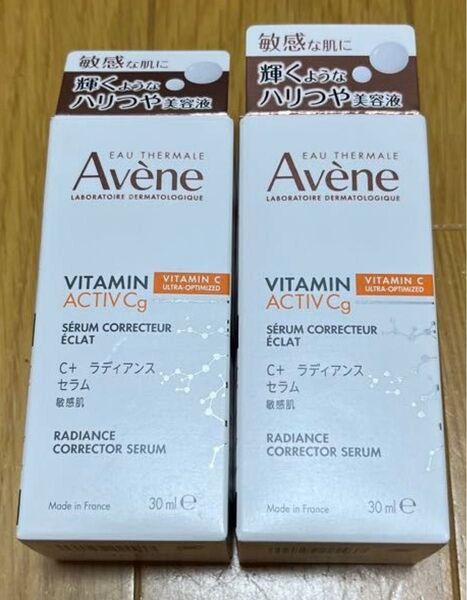 敏感な肌に
輝くような
ハリつや美容液
EAU THERMALE
Avène
LABORATOIRE DERMATOLOGIQUE
VITAMIN
ACTIV Cg
VITAMIN C
ULTRA-OPTIMIZED
SÉRUM CORRECTEUR
ÉCLAT
C+ ラディアンス
セラム
敏感肌
RADIANCE
CORRECTOR SERUM
Made in France
30 ml ℮
敏感な肌に
輝くような
ハリつや美容液
EAU THERMALE
Avène
LABORATOIRE DERMATOLOGIQUE
VITAMIN
ACTIV Cg
VITAMIN C
ULTRA-OPTIMIZED
SÉRUM CORRECTEUR
ÉCLAT
C+ ラディアンス
セラム
敏感肌
RADIANCE
CORRECTOR SERUM
Made in France
30 ml ℮